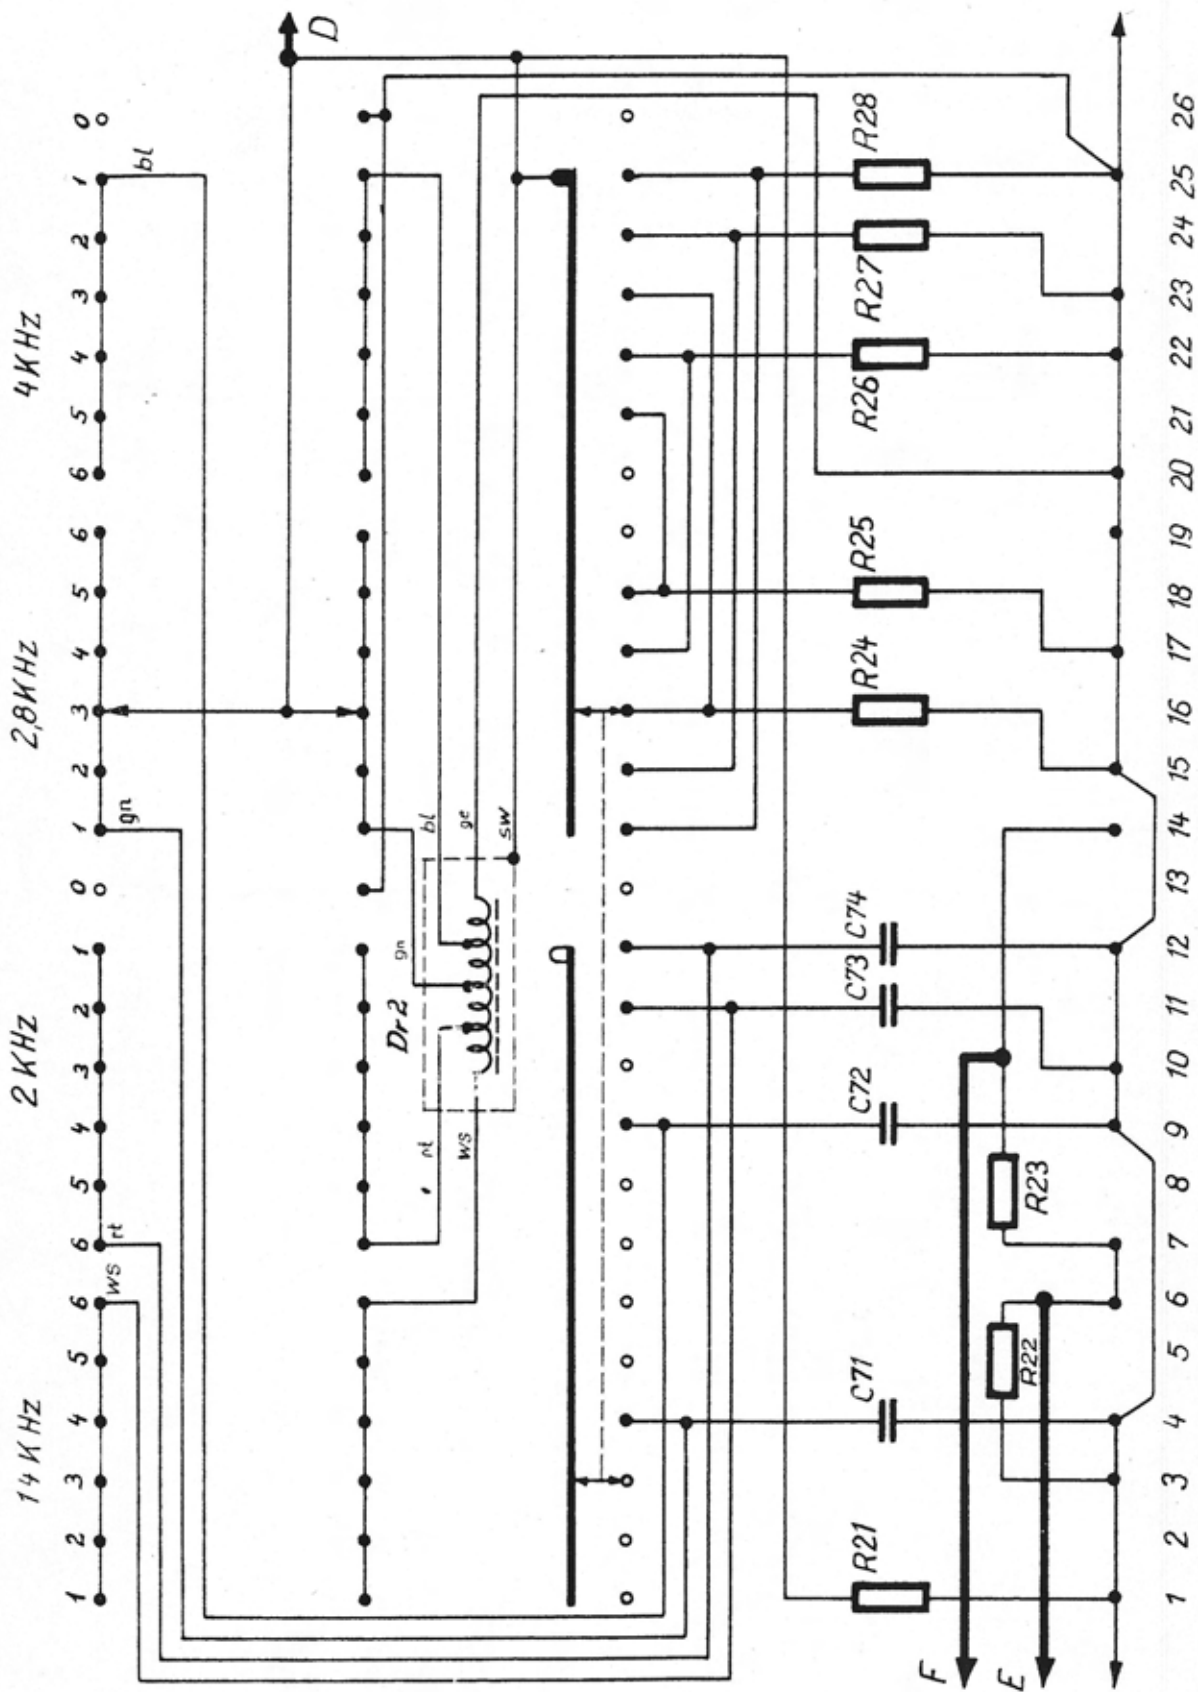 14 KHz
2 KHz
2,8 KHz
4 KHz
1 2 3 4 5 6 6 5 4 3 2 1 0 1 2 3 4 5 6 6 5 4 3 2 1 0
ws
rt
gn
bl
D
Dr2
gn
rt
bl
ws
ge
sw
R21
C71
C72
C73
C74
R24
R25
R26
R27
R28
F
E
R22
R23
1 2 3 4 5 6 7 8 9 10 11 12 13 14 15 16 17 18 19 20 21 22 23 24 25 26